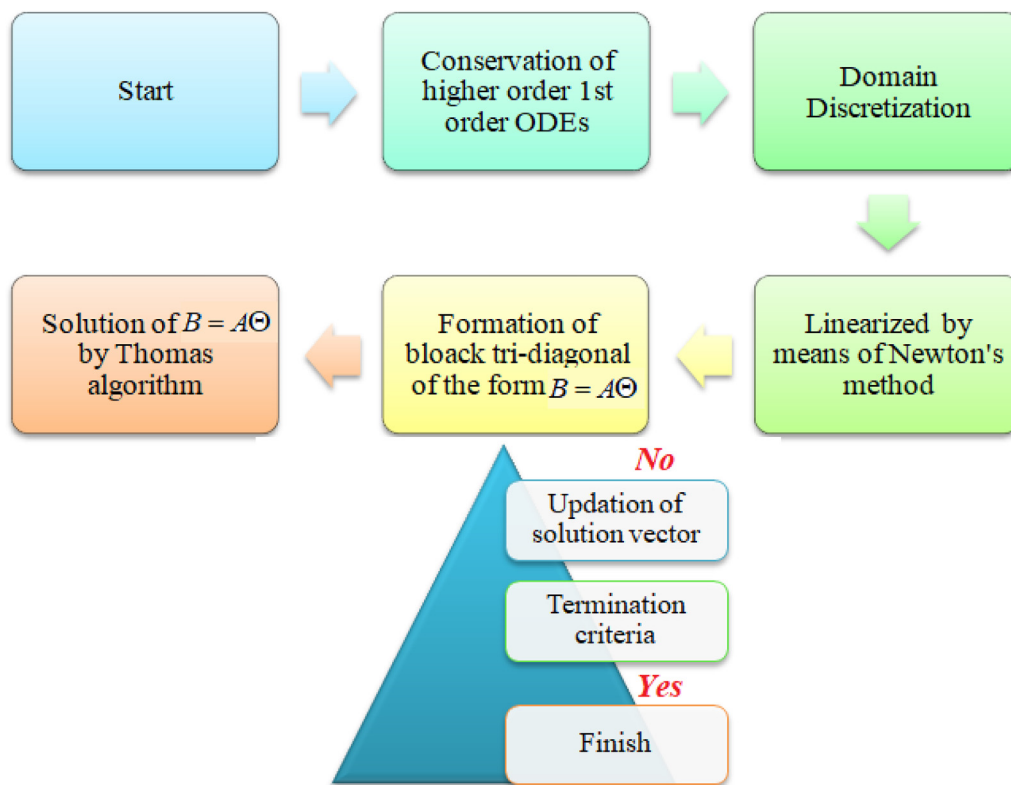 Start
Conservation of
higher order 1st
order ODEs
Domain
Discretization
Linearized by
means of Newton's
method
Formation of
bloack tri-diagonal
of the form B = AΘ
Solution of B = AΘ
by Thomas
algorithm
No
Updation of
solution vector
Termination
criteria
Yes
Finish